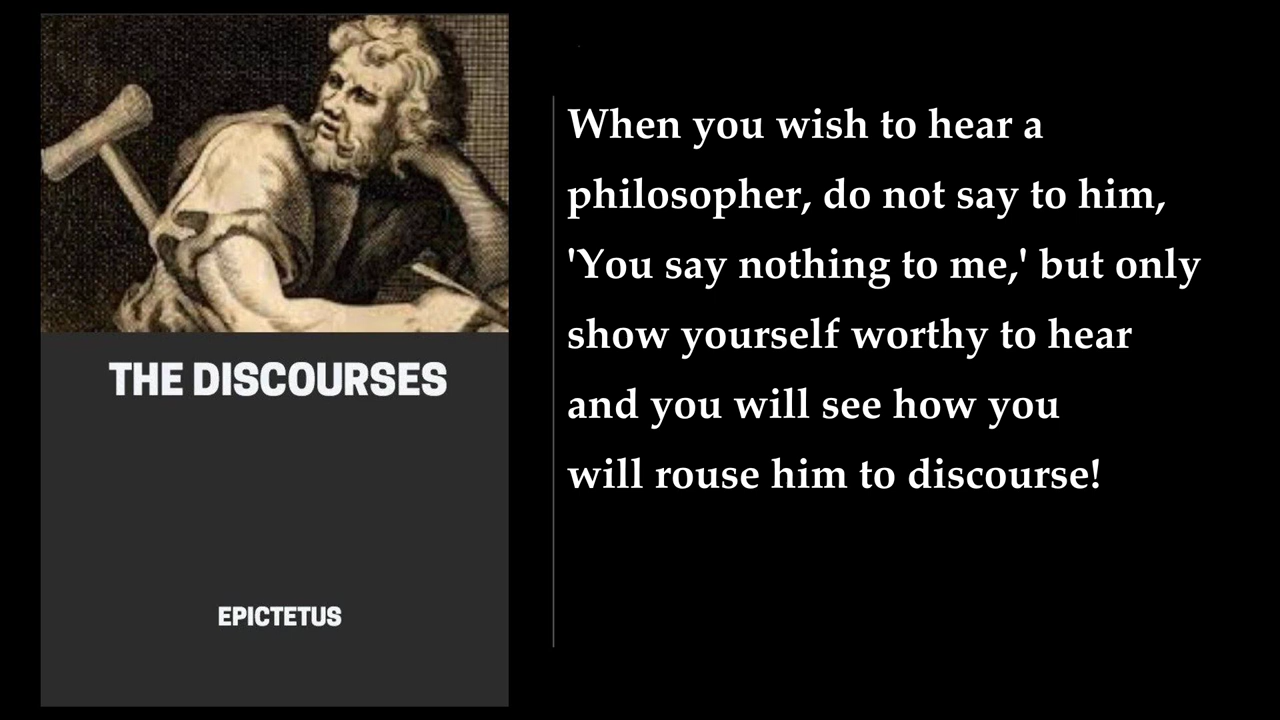 THE DISCOURSES
EPICTETUS
When you wish to hear a
philosopher, do not say to him,
'You say nothing to me,' but only
show yourself worthy to hear
and you will see how you
will rouse him to discourse!